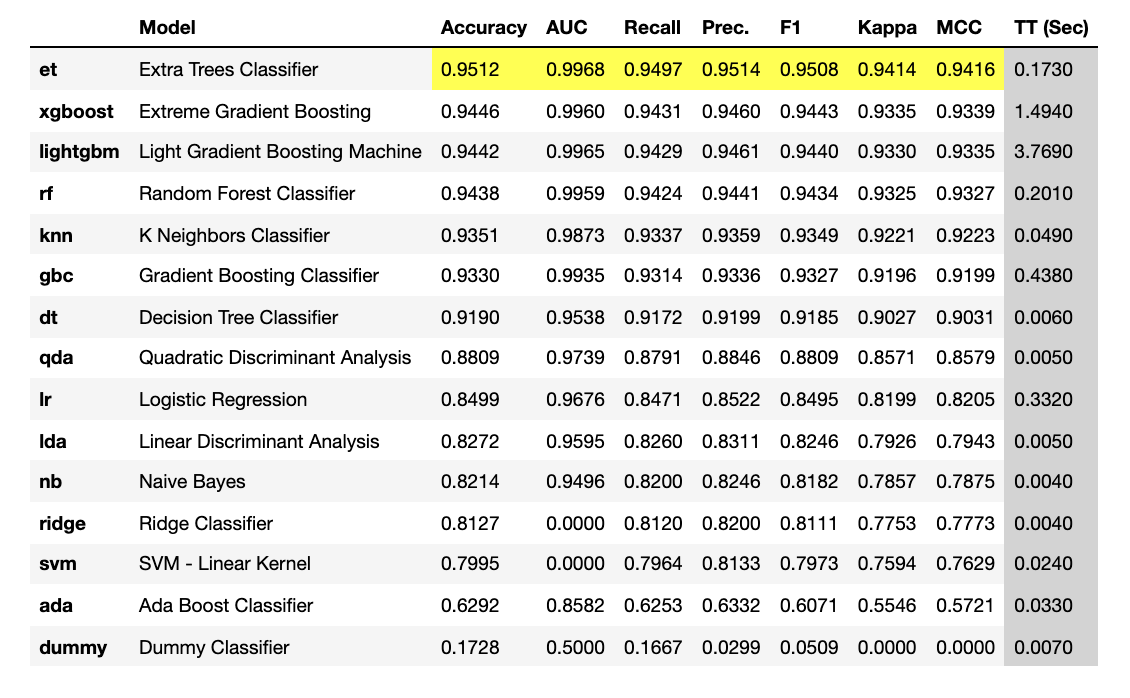 Model Accuracy AUC Recall Prec. F1 Kappa MCC TT (Sec)
et Extra Trees Classifier 0.9512 0.9968 0.9497 0.9514 0.9508 0.9414 0.9416 0.1730
xgboost Extreme Gradient Boosting 0.9446 0.9960 0.9431 0.9460 0.9443 0.9335 0.9339 1.4940
lightgbm Light Gradient Boosting Machine 0.9442 0.9965 0.9429 0.9461 0.9440 0.9330 0.9335 3.7690
rf Random Forest Classifier 0.9438 0.9959 0.9424 0.9441 0.9434 0.9325 0.9327 0.2010
knn K Neighbors Classifier 0.9351 0.9873 0.9337 0.9359 0.9349 0.9221 0.9223 0.0490
gbc Gradient Boosting Classifier 0.9330 0.9935 0.9314 0.9336 0.9327 0.9196 0.9199 0.4380
dt Decision Tree Classifier 0.9190 0.9538 0.9172 0.9199 0.9185 0.9027 0.9031 0.0060
qda Quadratic Discriminant Analysis 0.8809 0.9739 0.8791 0.8846 0.8809 0.8571 0.8579 0.0050
lr Logistic Regression 0.8499 0.9676 0.8471 0.8522 0.8495 0.8199 0.8205 0.3320
lda Linear Discriminant Analysis 0.8272 0.9595 0.8260 0.8311 0.8246 0.7926 0.7943 0.0050
nb Naive Bayes 0.8214 0.9496 0.8200 0.8246 0.8182 0.7857 0.7875 0.0040
ridge Ridge Classifier 0.8127 0.0000 0.8120 0.8200 0.8111 0.7753 0.7773 0.0040
svm SVM - Linear Kernel 0.7995 0.0000 0.7964 0.8133 0.7973 0.7594 0.7629 0.0240
ada Ada Boost Classifier 0.6292 0.8582 0.6253 0.6332 0.6071 0.5546 0.5721 0.0330
dummy Dummy Classifier 0.1728 0.5000 0.1667 0.0299 0.0509 0.0000 0.0000 0.0070